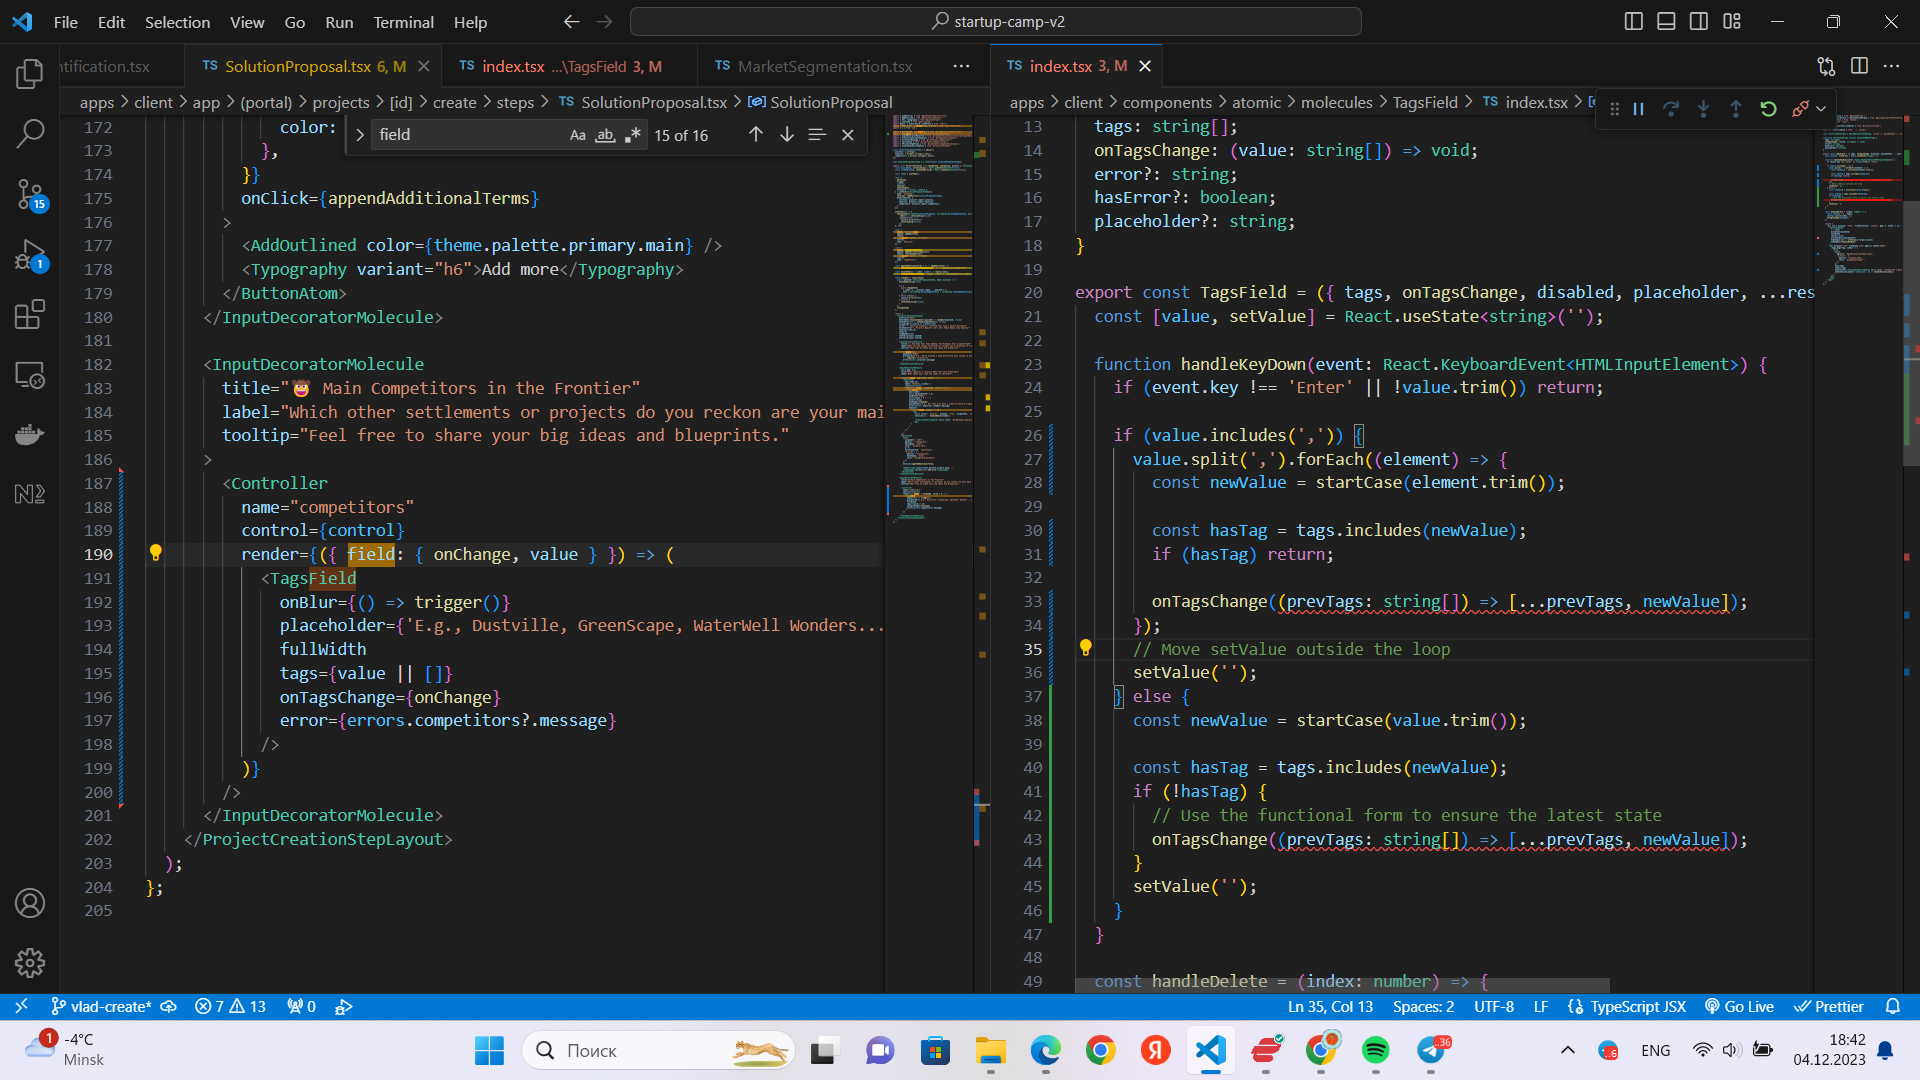 File Edit Selection View Go Run Terminal Help
startup-camp-v2
ntification.tsx
TS SolutionProposal.tsx 6, M
TS index.tsx ...\TagsField 3, M
TS MarketSegmentation.tsx
apps > client > app > (portal) > projects > [id] > create > steps > TS SolutionProposal.tsx > SolutionProposal
field
Aa ab
15 of 16
172 color:
173 },
174 }}
175 onClick={appendAdditionalTerms}
176 >
177 <AddOutlined color={theme.palette.primary.main} />
178 <Typography variant="h6">Add more</Typography>
179 </ButtonAtom>
180 </InputDecoratorMolecule>
181
182 <InputDecoratorMolecule
183 title="🤠 Main Competitors in the Frontier"
184 label="Which other settlements or projects do you reckon are your mai
185 tooltip="Feel free to share your big ideas and blueprints."
186 >
187 <Controller
188 name="competitors"
189 control={control}
190 render={({ field: { onChange, value } }) => (
191 <TagsField
192 onBlur={() => trigger()}
193 placeholder={'E.g., Dustville, GreenScape, WaterWell Wonders...
194 fullWidth
195 tags={value || []}
196 onTagsChange={onChange}
197 error={errors.competitors?.message}
198 />
199 )}
200 />
201 </InputDecoratorMolecule>
202 </ProjectCreationStepLayout>
203 );
204 };
205
TS index.tsx 3, M
apps > client > components > atomic > molecules > TagsField > TS index.tsx >
13 tags: string[];
14 onTagsChange: (value: string[]) => void;
15 error?: string;
16 hasError?: boolean;
17 placeholder?: string;
18 }
19
20 export const TagsField = ({ tags, onTagsChange, disabled, placeholder, ...res
21 const [value, setValue] = React.useState<string>('');
22
23 function handleKeyDown(event: React.KeyboardEvent<HTMLInputElement>) {
24 if (event.key !== 'Enter' || !value.trim()) return;
25
26 if (value.includes(',')) {
27 value.split(',').forEach((element) => {
28 const newValue = startCase(element.trim());
29
30 const hasTag = tags.includes(newValue);
31 if (hasTag) return;
32
33 onTagsChange((prevTags: string[]) => [...prevTags, newValue]);
34 });
35 // Move setValue outside the loop
36 setValue('');
37 } else {
38 const newValue = startCase(value.trim());
39
40 const hasTag = tags.includes(newValue);
41 if (!hasTag) {
42 // Use the functional form to ensure the latest state
43 onTagsChange((prevTags: string[]) => [...prevTags, newValue]);
44 }
45 setValue('');
46 }
47 }
48
49 const handleDelete = (index: number) => {
15
1
vlad-create* 7 13 0
Ln 35, Col 13 Spaces: 2 UTF-8 LF {} TypeScript JSX Go Live Prettier
1
-4°C
Minsk
Поиск
Я
36
ENG
18:42
04.12.2023